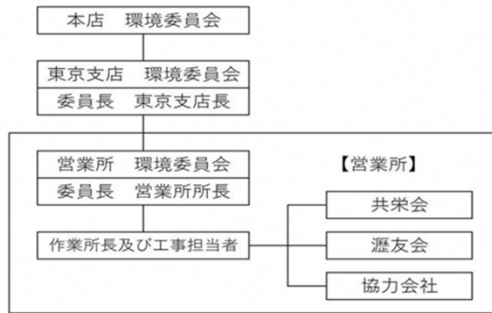 本店　環境委員会
東京支店　環境委員会
委員長　東京支店長
営業所　環境委員会
委員長　営業所所長
【営業所】
共栄会
作業所長及び工事担当者
瀝友会
協力会社